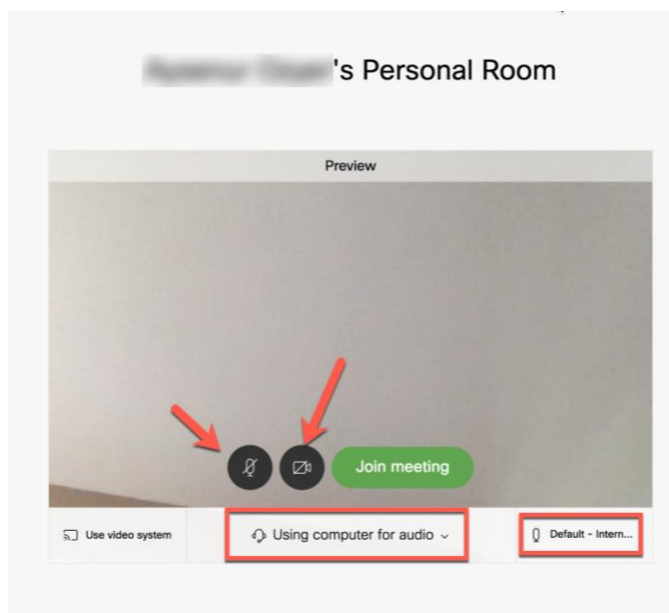 's Personal Room
Preview
Join meeting
Use video system
Using computer for audio
Default - Intern...